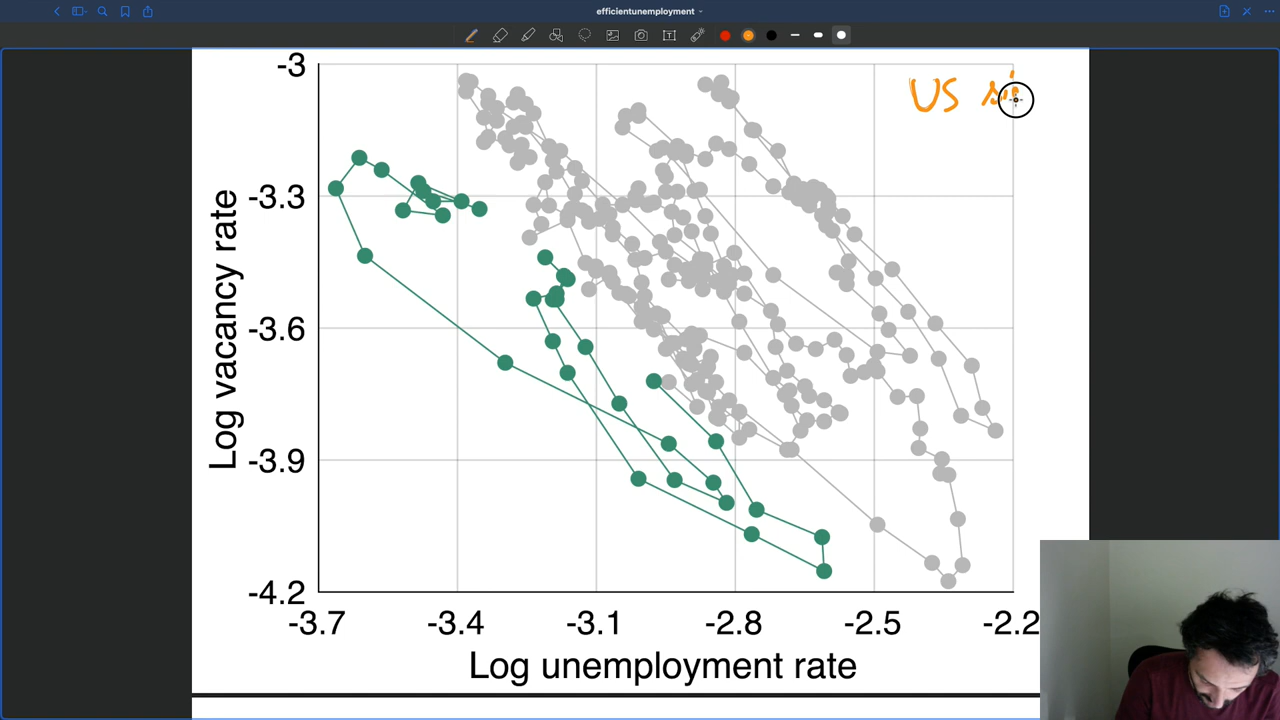 efficientunemployment
US si
-3
-3.3
-3.6
-3.9
-4.2
Log vacancy rate
-3.7 -3.4 -3.1 -2.8 -2.5 -2.2
Log unemployment rate